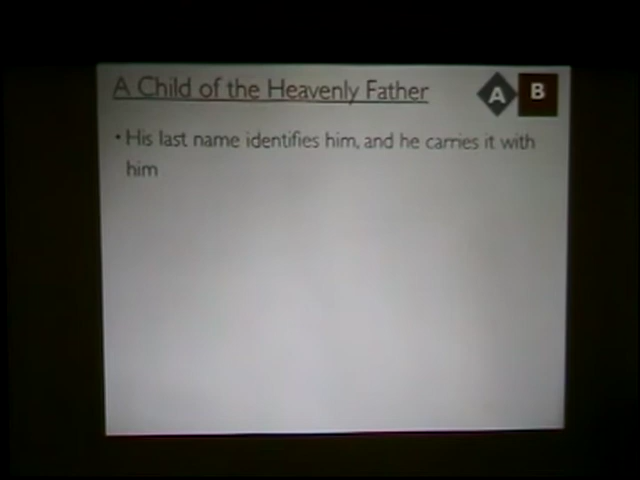 A Child of the Heavenly Father
A B
• His last name identifies him, and he carries it with
him